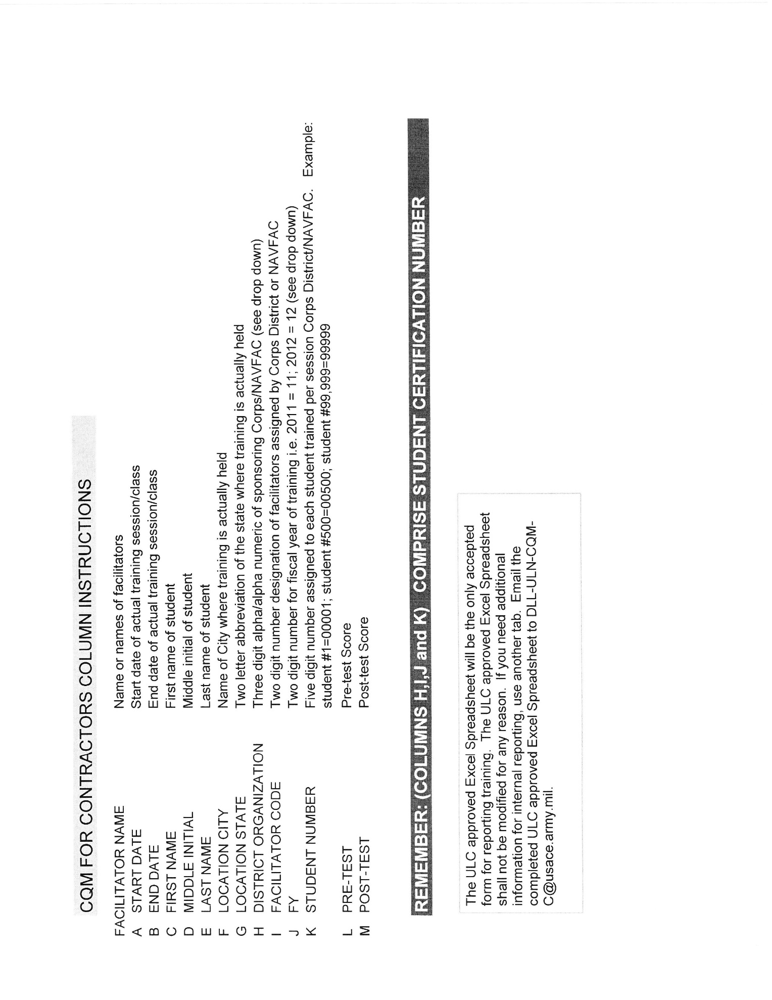 CQM FOR CONTRACTORS COLUMN INSTRUCTIONS
FACILITATOR NAME Name or names of facilitators
A START DATE Start date of actual training session/class
B END DATE End date of actual training session/class
C FIRST NAME First name of student
D MIDDLE INITIAL Middle initial of student
E LAST NAME Last name of student
F LOCATION CITY Name of City where training is actually held
G LOCATION STATE Two letter abbreviation of the state where training is actually held
H DISTRICT ORGANIZATION Three digit alpha/alpha numeric of sponsoring Corps/NAVFAC (see drop down)
I FACILITATOR CODE Two digit number designation of facilitators assigned by Corps District or NAVFAC
J FY Two digit number for fiscal year of training i.e. 2011 = 11; 2012 = 12 (see drop down)
K STUDENT NUMBER Five digit number assigned to each student trained per session Corps District/NAVFAC. Example:
student #1=00001; student #500=00500; student #99,999=99999
L PRE-TEST Pre-test Score
M POST-TEST Post-test Score
REMEMBER: (COLUMNS H,I,J and K) COMPRISE STUDENT CERTIFICATION NUMBER
The ULC approved Excel Spreadsheet will be the only accepted
form for reporting training. The ULC approved Excel Spreadsheet
shall not be modified for any reason. If you need additional
information for internal reporting, use another tab. Email the
completed ULC approved Excel Spreadsheet to DLL-ULN-CQM-
C@usace.army.mil.